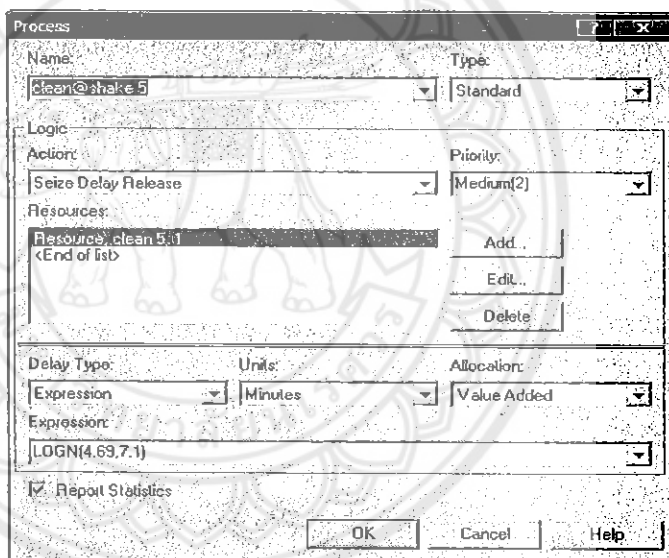 Process
Name: Type:
clean@shake 5 Standard
Logic
Action: Priority:
Seize Delay Release Medium(2)
Resources:
Resource, clean 5, 1
<End of list>
Add...
Edit...
Delete
Delay Type: Units: Allocation:
Expression Minutes Value Added
Expression:
LOGN(4.69,7.1)
Report Statistics
OK Cancel Help